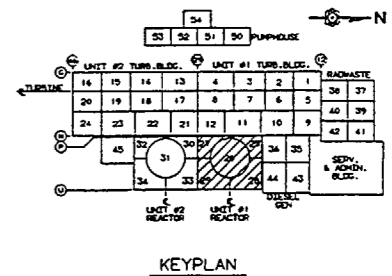 54
N
53 52 51 50 PUMPHOUSE
UNIT #2 TURB.BLDG. UNIT #1 TURB.BLDG.
RADWASTE
G 16 15 14 13 4 3 2 1 38 37
TURBINE
20 19 18 17 8 7 6 5 40 39
24 23 22 21 12 11 10 9 42 41
N
P
45 32 30 27 25 36 35
31
SERV. & ADMIN. BLDG.
34 33 44 43
U
UNIT #2 REACTOR
UNIT #1 REACTOR
DIESEL GEN
KEYPLAN